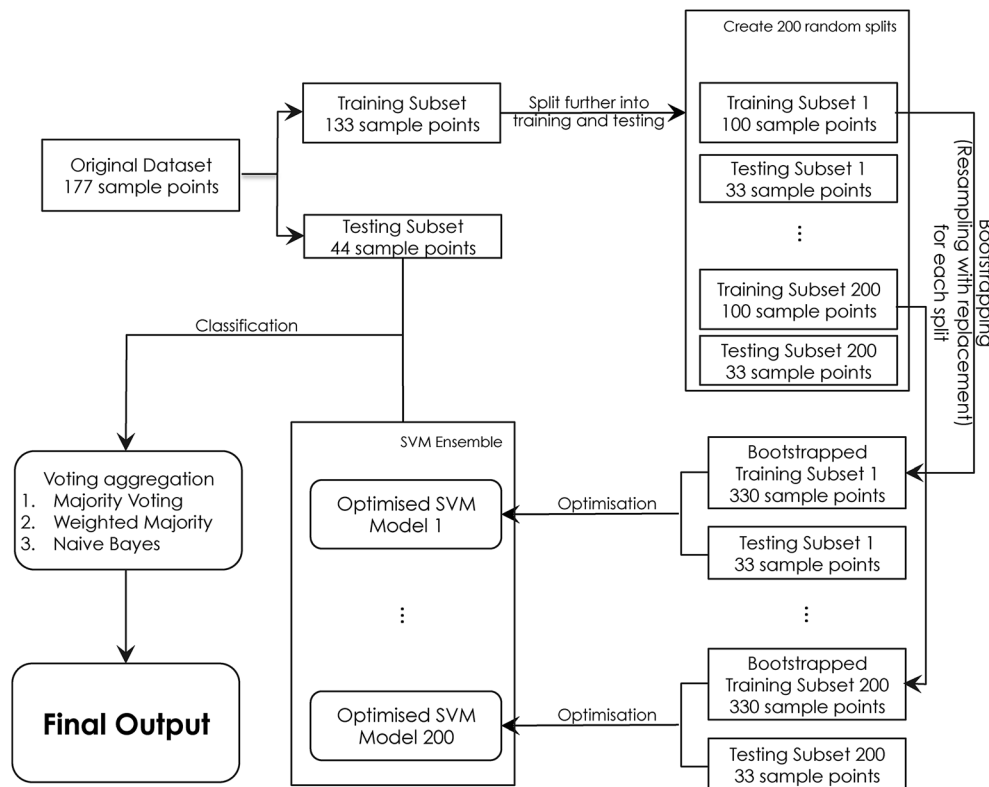 Create 200 random splits
Training Subset
133 sample points
Split further into
training and testing
Training Subset 1
100 sample points
Original Dataset
177 sample points
Testing Subset 1
33 sample points
Testing Subset
44 sample points
...
Bootstrapping
(Resampling with replacement)
for each split
Training Subset 200
100 sample points
Classification
Testing Subset 200
33 sample points
SVM Ensemble
Bootstrapped
Training Subset 1
330 sample points
Voting aggregation
1. Majority Voting
2. Weighted Majority
3. Naive Bayes
Optimised SVM
Model 1
Optimisation
Testing Subset 1
33 sample points
...
...
Bootstrapped
Training Subset 200
330 sample points
Final Output
Optimised SVM
Model 200
Optimisation
Testing Subset 200
33 sample points